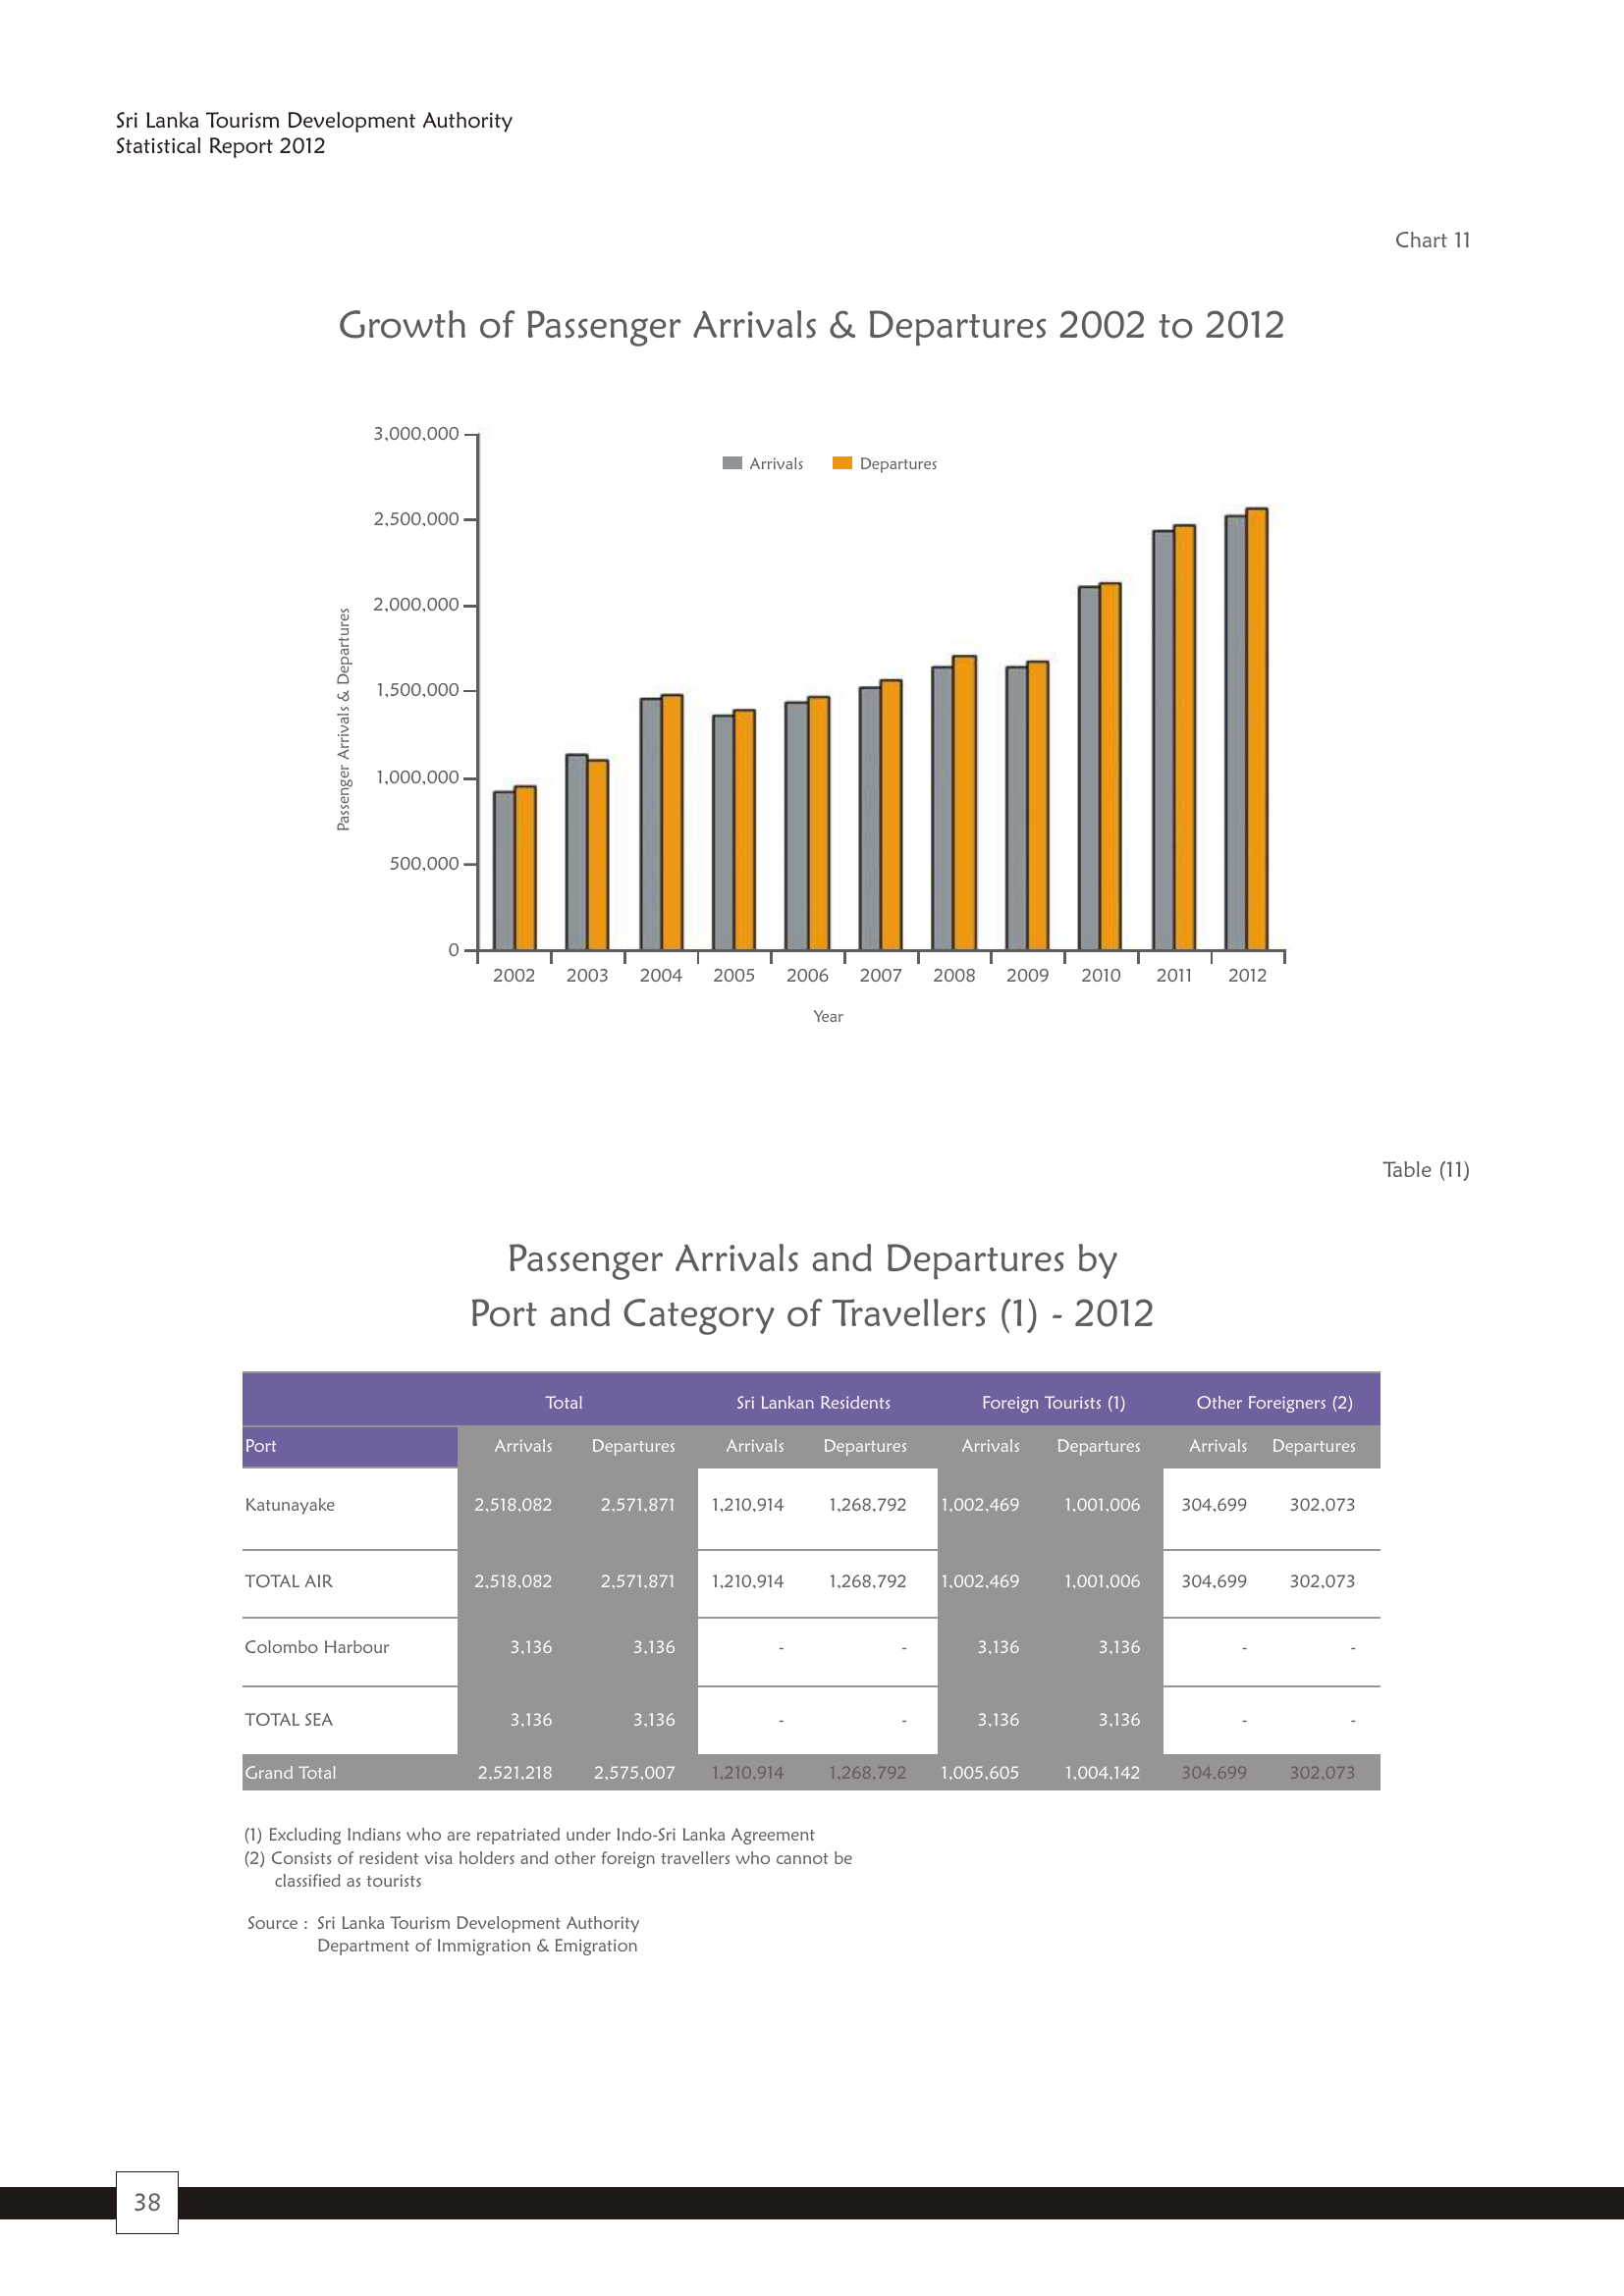 Sri Lanka Tourism Development Authority
Statistical Report 2012
Chart 11
Growth of Passenger Arrivals & Departures 2002 to 2012
3,000,000
Arrivals Departures
2,500,000
2,000,000
1,500,000
1,000,000
500,000
0
Passenger Arrivals & Departures
2002 2003 2004 2005 2006 2007 2008 2009 2010 2011 2012
Year
Table (11)
Passenger Arrivals and Departures by
Port and Category of Travellers (1) - 2012
Total Sri Lankan Residents Foreign Tourists (1) Other Foreigners (2)
Port Arrivals Departures Arrivals Departures Arrivals Departures Arrivals Departures
Katunayake 2,518,082 2,571,871 1,210,914 1,268,792 1,002,469 1,001,006 304,699 302,073
TOTAL AIR 2,518,082 2,571,871 1,210,914 1,268,792 1,002,469 1,001,006 304,699 302,073
Colombo Harbour 3,136 3,136 - - 3,136 3,136 - -
TOTAL SEA 3,136 3,136 - - 3,136 3,136 - -
Grand Total 2,521,218 2,575,007 1,210,914 1,268,792 1,005,605 1,004,142 304,699 302,073
(1) Excluding Indians who are repatriated under Indo-Sri Lanka Agreement
(2) Consists of resident visa holders and other foreign travellers who cannot be
classified as tourists
Source : Sri Lanka Tourism Development Authority
Department of Immigration & Emigration
38